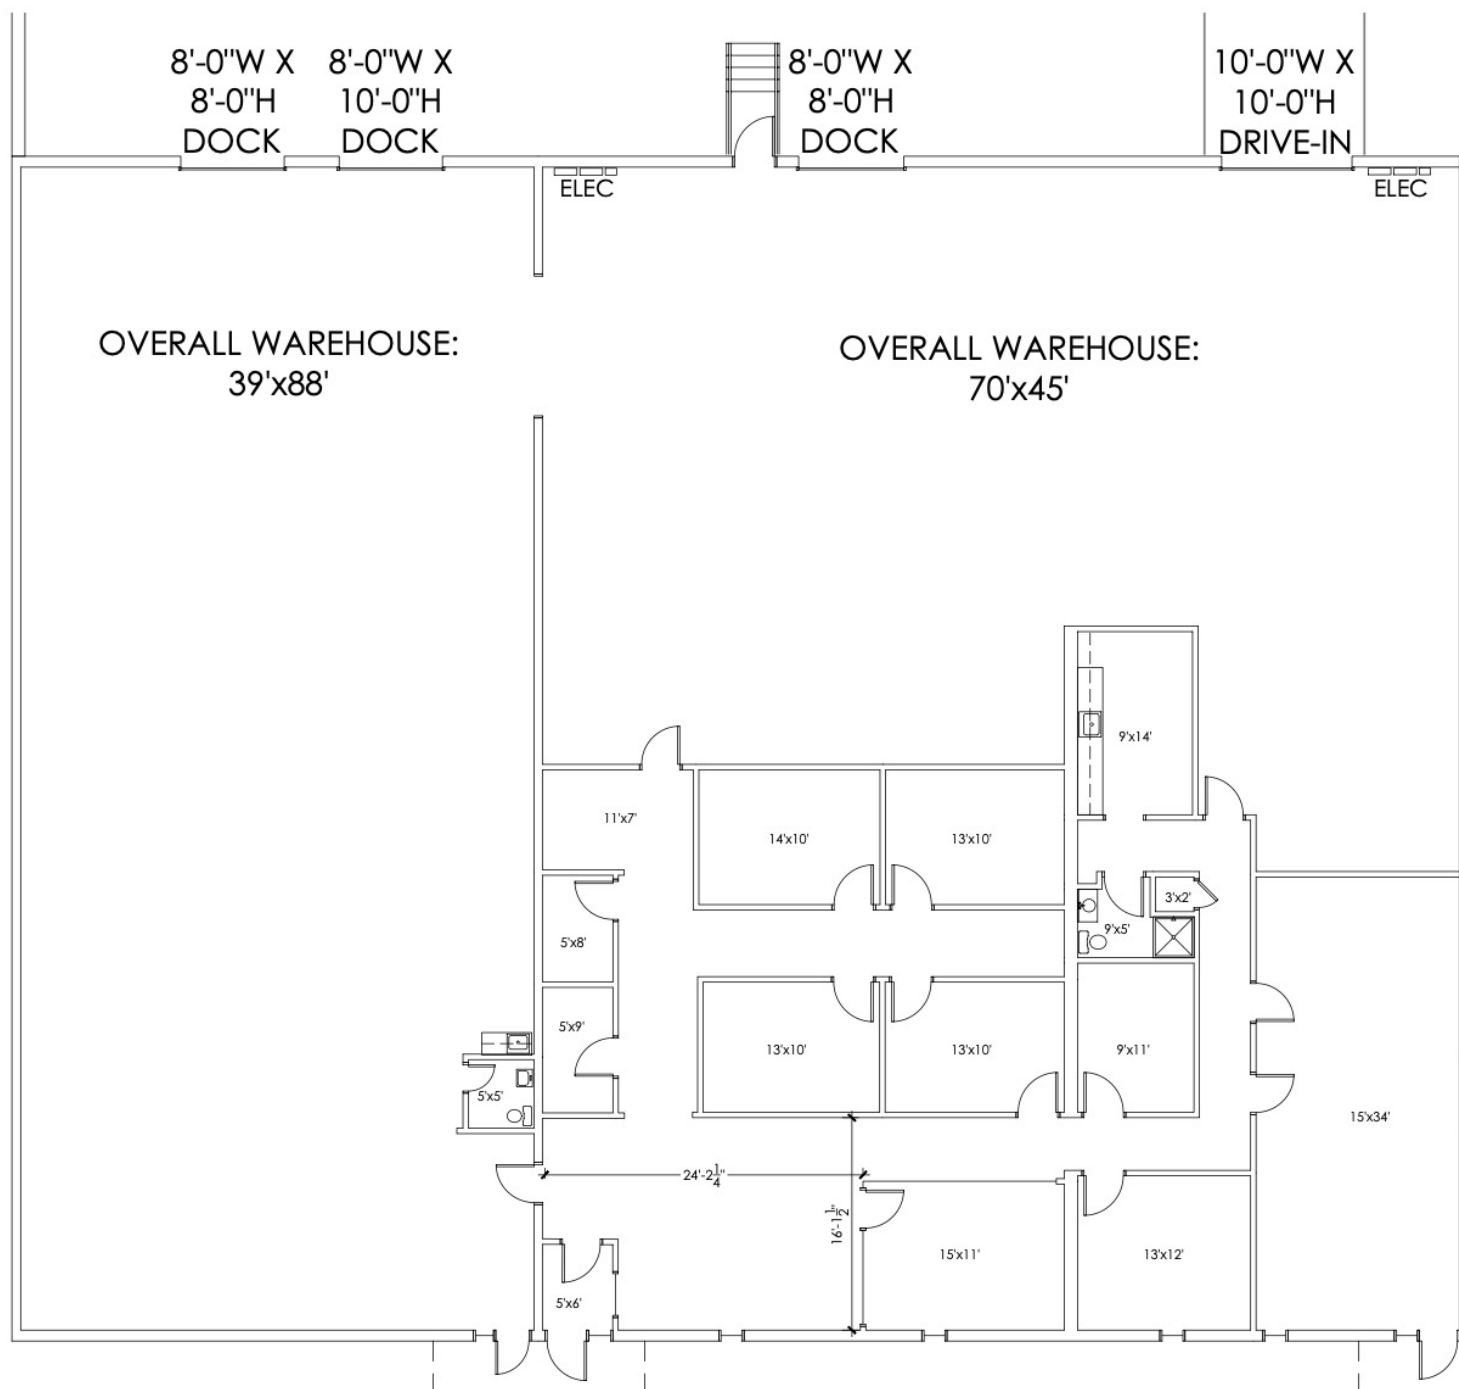 8'-0"W X
8'-0"H
DOCK
8'-0"W X
10'-0"H
DOCK
8'-0"W X
8'-0"H
DOCK
10'-0"W X
10'-0"H
DRIVE-IN
ELEC
ELEC
OVERALL WAREHOUSE:
39'x88'
OVERALL WAREHOUSE:
70'x45'
9'x14'
11'x7'
14'x10'
13'x10'
3'x2'
9'x5'
5'x8'
5'x9'
13'x10'
13'x10'
9'x11'
5'x5'
15'x34'
24'-2 1/4"
16'-1 1/2"
15'x11'
13'x12'
5'x6'